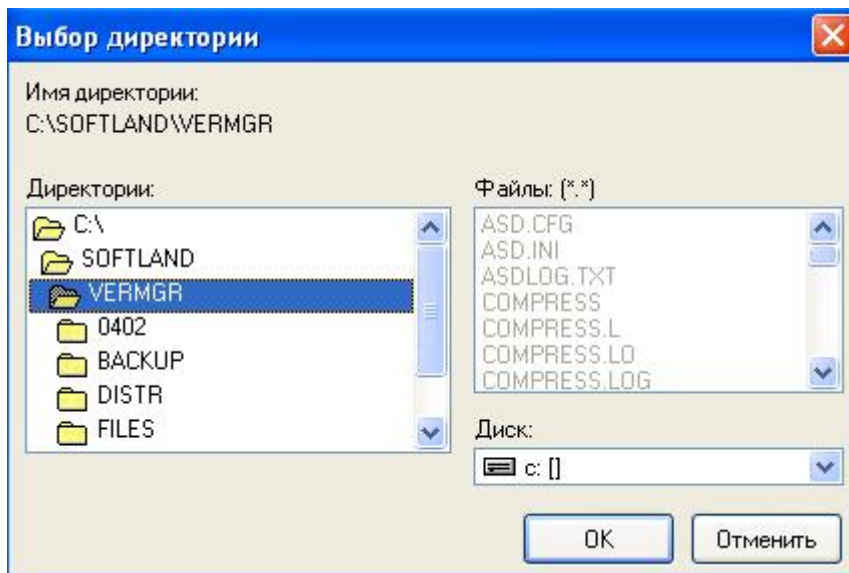 Выбор директории
Имя директории:
C:\SOFTLAND\VERMGR
Директории:
C:\
SOFTLAND
VERMGR
0402
BACKUP
DISTR
FILES
Файлы: (*.*)
ASD.CFG
ASD.INI
ASDLOG.TXT
COMPRESS
COMPRESS.L
COMPRESS.LO
COMPRESS.LOG
Диск:
c: []
OK
Отменить